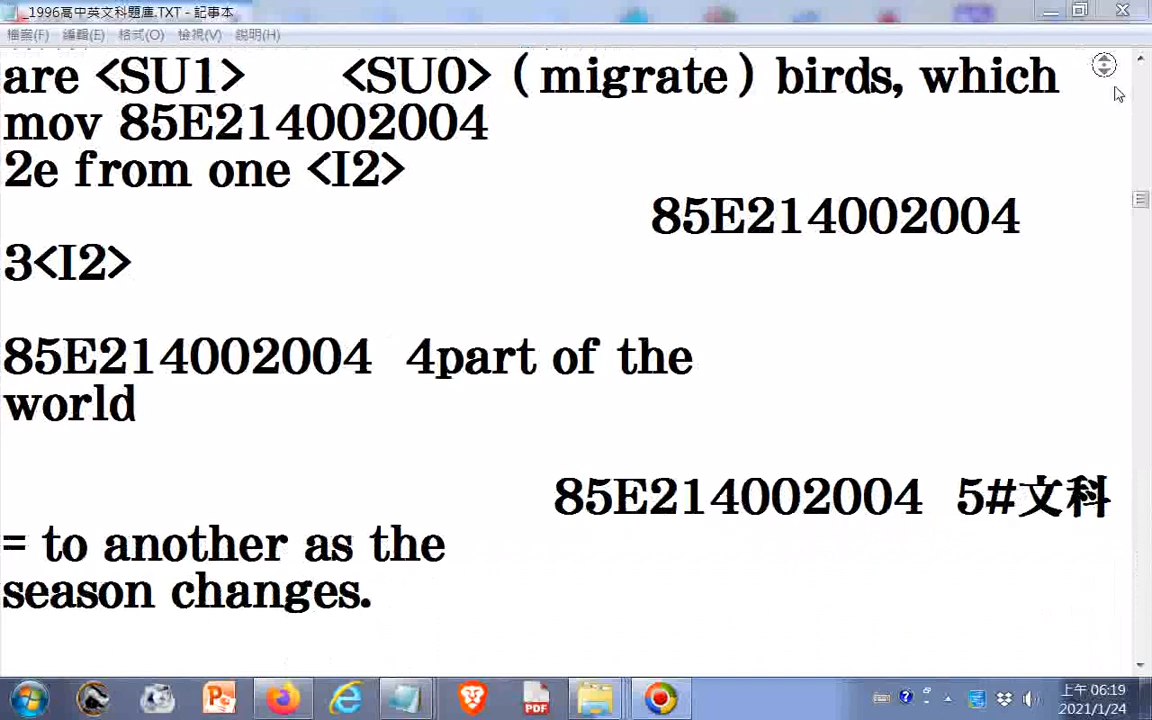 _1996高中英文科題庫.TXT - 記事本
檔案(F) 編輯(E) 格式(O) 檢視(V) 說明(H)
are <SU1> <SU0> (migrate) birds, which
mov 85E214002004
2e from one <I2>
85E214002004
3<I2>
85E214002004 4part of the
world
85E214002004 5#文科
= to another as the
season changes.
PDF
上午 06:19
2021/1/24